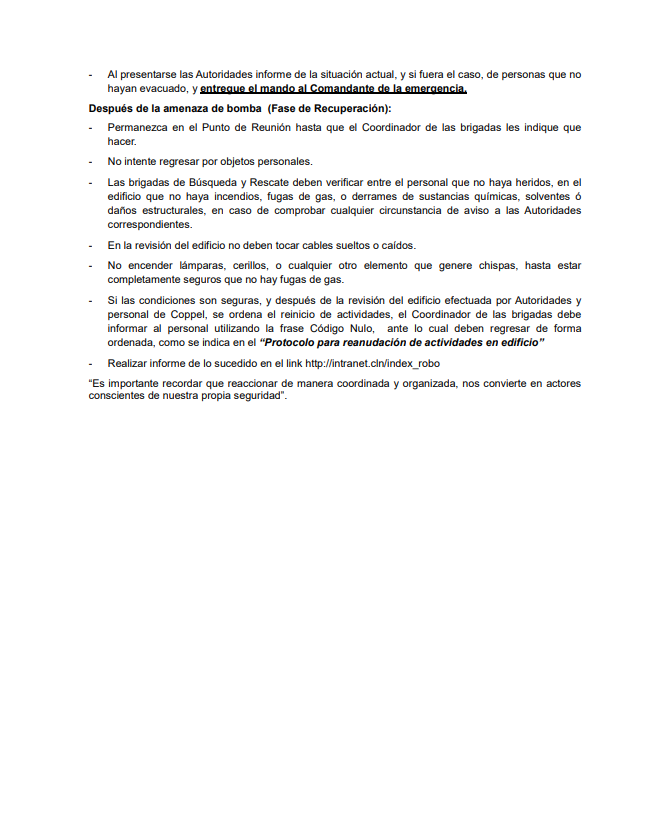 - Al presentarse las Autoridades informe de la situación actual, y si fuera el caso, de personas que no
hayan evacuado, y entregue el mando al Comandante de la emergencia.
Después de la amenaza de bomba (Fase de Recuperación):
- Permanezca en el Punto de Reunión hasta que el Coordinador de las brigadas les indique que
hacer.
- No intente regresar por objetos personales.
- Las brigadas de Búsqueda y Rescate deben verificar entre el personal que no haya heridos, en el
edificio que no haya incendios, fugas de gas, o derrames de sustancias químicas, solventes ó
daños estructurales, en caso de comprobar cualquier circunstancia de aviso a las Autoridades
correspondientes.
- En la revisión del edificio no deben tocar cables sueltos o caídos.
- No encender lámparas, cerillos, o cualquier otro elemento que genere chispas, hasta estar
completamente seguros que no hay fugas de gas.
- Si las condiciones son seguras, y después de la revisión del edificio efectuada por Autoridades y
personal de Coppel, se ordena el reinicio de actividades, el Coordinador de las brigadas debe
informar al personal utilizando la frase Código Nulo, ante lo cual deben regresar de forma
ordenada, como se indica en el “Protocolo para reanudación de actividades en edificio”
- Realizar informe de lo sucedido en el link http://intranet.cln/index_robo
“Es importante recordar que reaccionar de manera coordinada y organizada, nos convierte en actores
conscientes de nuestra propia seguridad”.